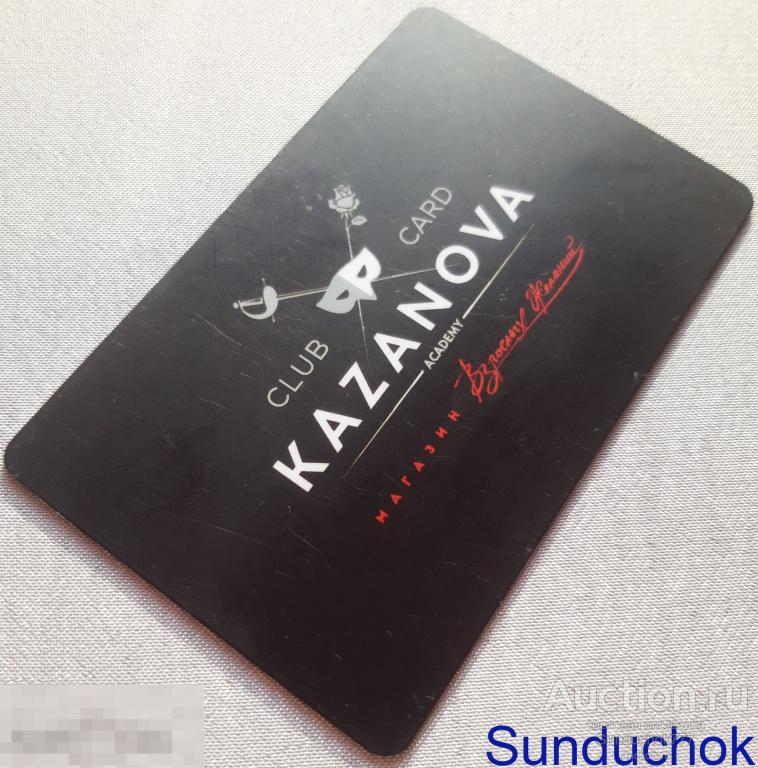 CLUB CARD
KAZANOVA
ACADEMY
МАГАЗИН Взрослых Желаний
Auction.ru
Sunduchok